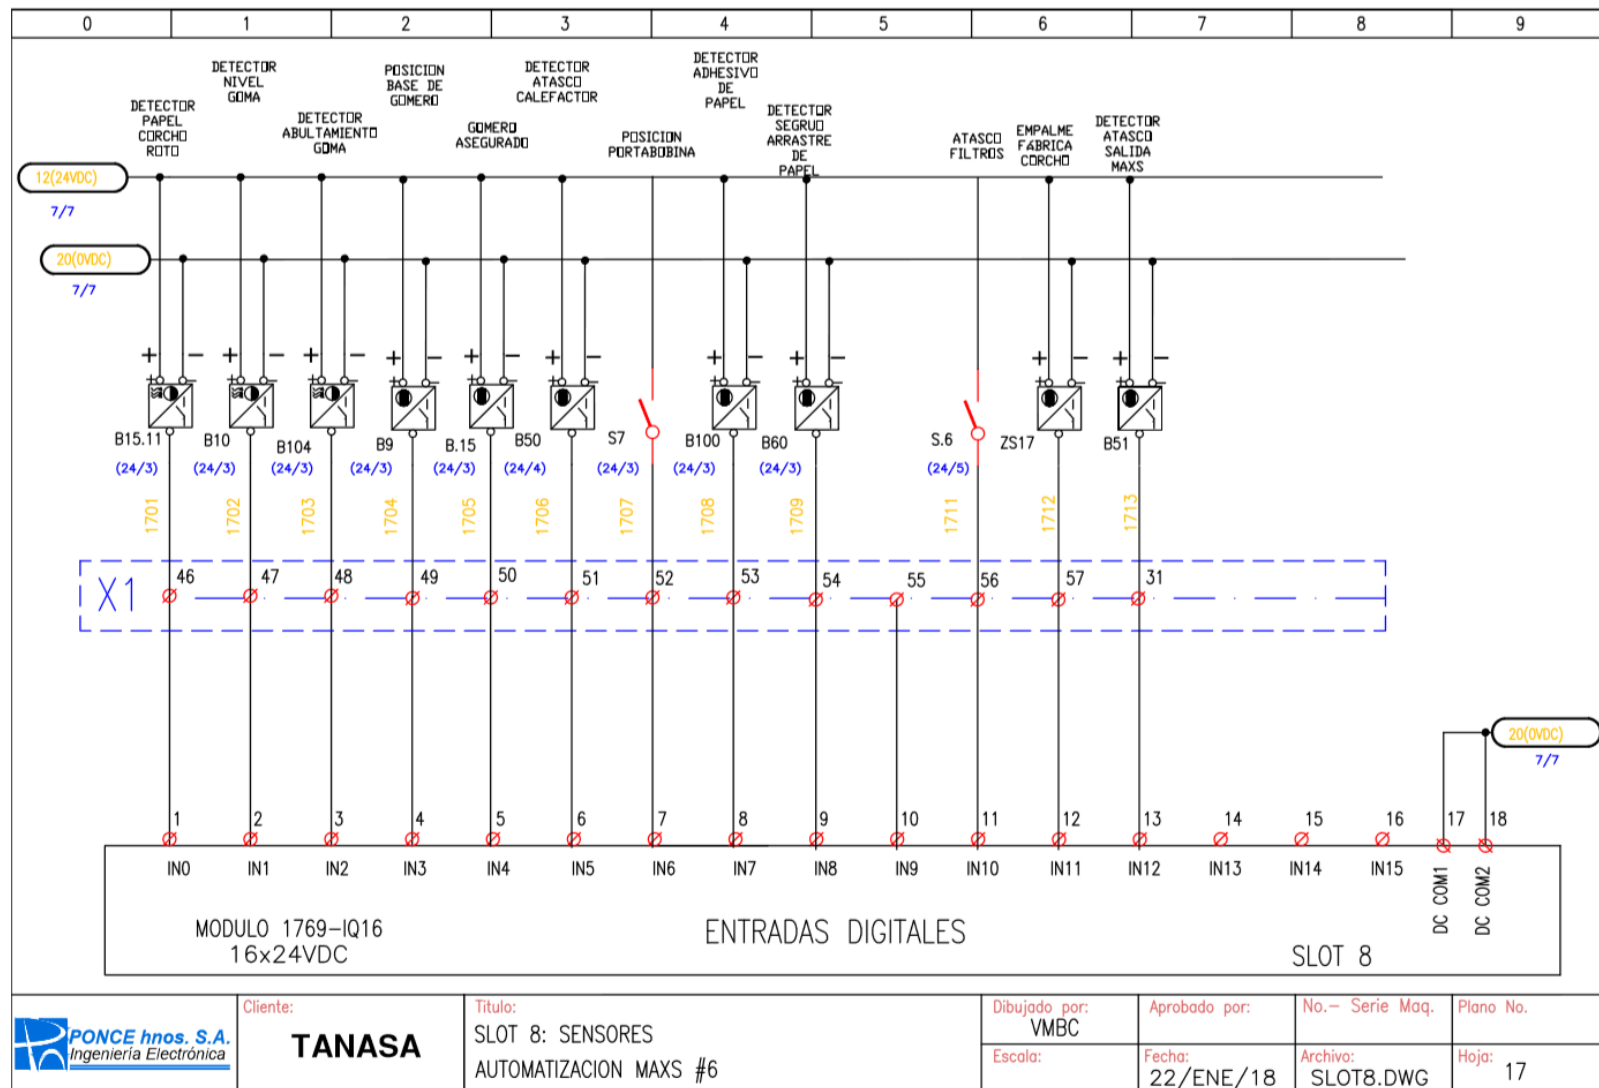 0 1 2 3 4 5 6 7 8 9
DETECTOR
PAPEL
CORCHO
ROTO
DETECTOR
NIVEL
GOMA
DETECTOR
ABULTAMIENTO
GOMA
POSICION
BASE DE
GOMERO
GOMERO
ASEGURADO
DETECTOR
ATASCO
CALEFACTOR
POSICION
PORTABOBINA
DETECTOR
ADHESIVO
DE
PAPEL
DETECTOR
SEGRUO
ARRASTRE
DE
PAPEL
ATASCO
FILTROS
EMPALME
FABRICA
CORCHO
DETECTOR
ATASCO
SALIDA
MAXS
12(24VDC)
7/7
20(0VDC)
7/7
+ − + − + − + − + − + − + − + − + − + −
B15.11 B10 B104 B9 B.15 B50 S7 B100 B60 S.6 ZS17 B51
(24/3) (24/3) (24/3) (24/3) (24/3) (24/4) (24/3) (24/3) (24/3) (24/5)
1701 1702 1703 1704 1705 1706 1707 1708 1709 1711 1712 1713
X1 46 47 48 49 50 51 52 53 54 55 56 57 31
20(0VDC)
7/7
1 2 3 4 5 6 7 8 9 10 11 12 13 14 15 16 17 18
IN0 IN1 IN2 IN3 IN4 IN5 IN6 IN7 IN8 IN9 IN10 IN11 IN12 IN13 IN14 IN15 DC COM1 DC COM2
MODULO 1769-IQ16
16x24VDC
ENTRADAS DIGITALES
SLOT 8
PONCE hnos. S.A.
Ingeniería Electrónica
Cliente:
TANASA
Titulo:
SLOT 8: SENSORES
AUTOMATIZACION MAXS #6
Dibujado por:
VMBC
Escala:
Aprobado por:
Fecha:
22/ENE/18
No.- Serie Maq.
Archivo:
SLOT8.DWG
Plano No.
Hoja: 17